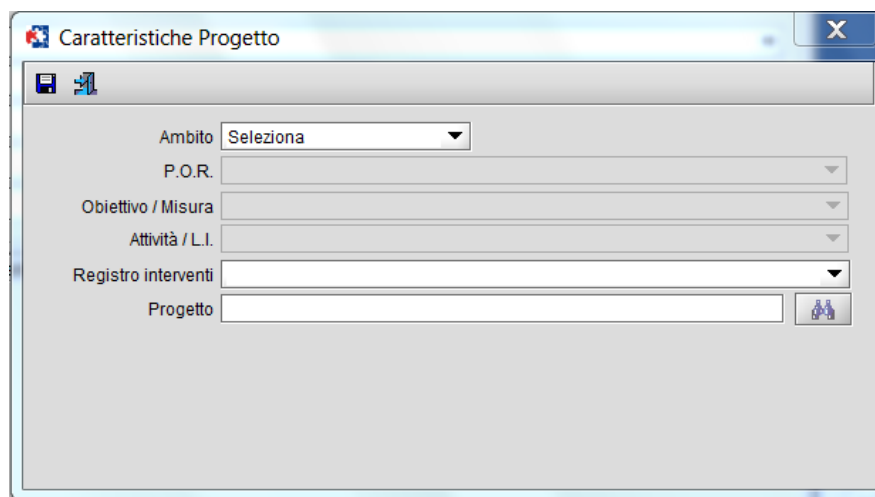 Caratteristiche Progetto
X
Ambito Seleziona
P.O.R.
Obiettivo / Misura
Attività / L.I.
Registro interventi
Progetto